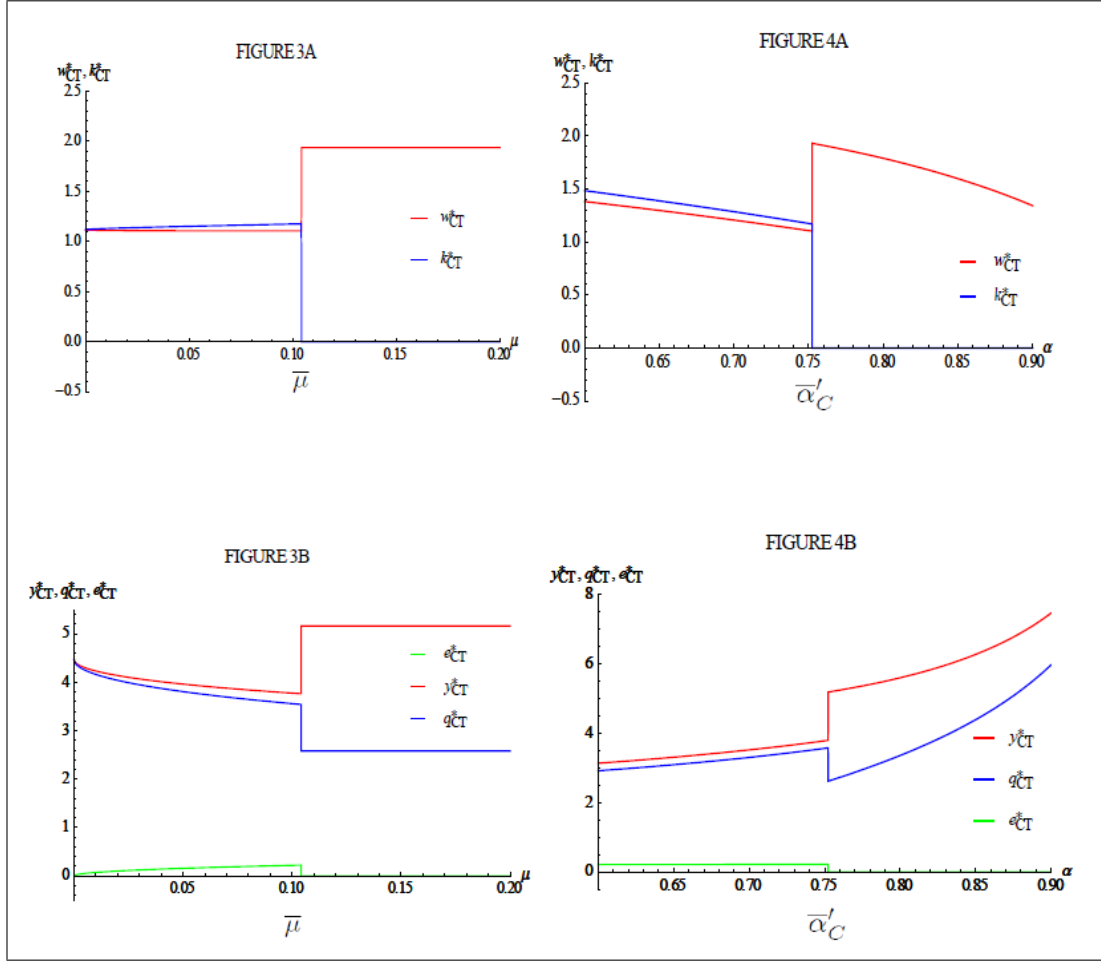 FIGURE 3A
w*CT, k*CT
2.5
2.0
1.5
1.0
0.5
0.0
−0.5
0.05
0.10
0.15
0.20
μ
w*CT
k*CT
μ̅
FIGURE 4A
w*CT, k*CT
2.5
2.0
1.5
1.0
0.5
0.0
−0.5
0.65
0.70
0.75
0.80
0.85
0.90
α
w*CT
k*CT
α̅′C
FIGURE 3B
y*CT, q*CT, e*CT
5
4
3
2
1
0
0.05
0.10
0.15
0.20
μ
e*CT
y*CT
q*CT
μ̅
FIGURE 4B
y*CT, q*CT, e*CT
8
6
4
2
0
0.65
0.70
0.75
0.80
0.85
0.90
α
y*CT
q*CT
e*CT
α̅′C